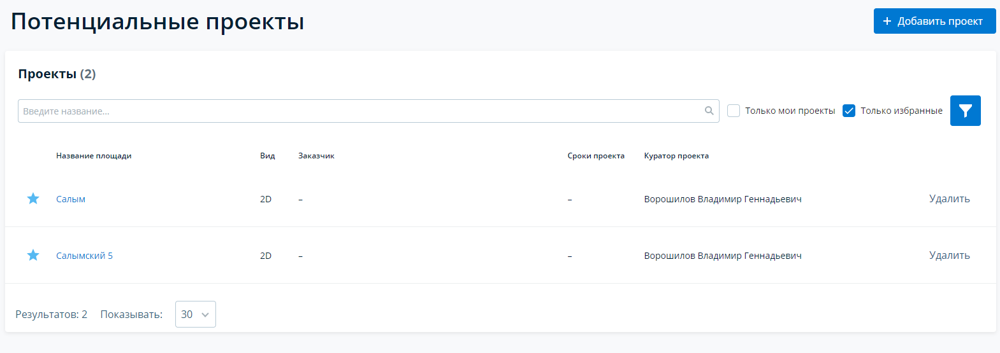 Потенциальные проекты
Добавить проект
Проекты (2)
Введите название...
Только мои проекты
Только избранные
Название площади Вид Заказчик Сроки проекта Куратор проекта
Салым 2D – – Ворошилов Владимир Геннадьевич Удалить
Салымский 5 2D – – Ворошилов Владимир Геннадьевич Удалить
Результатов: 2 Показывать: 30